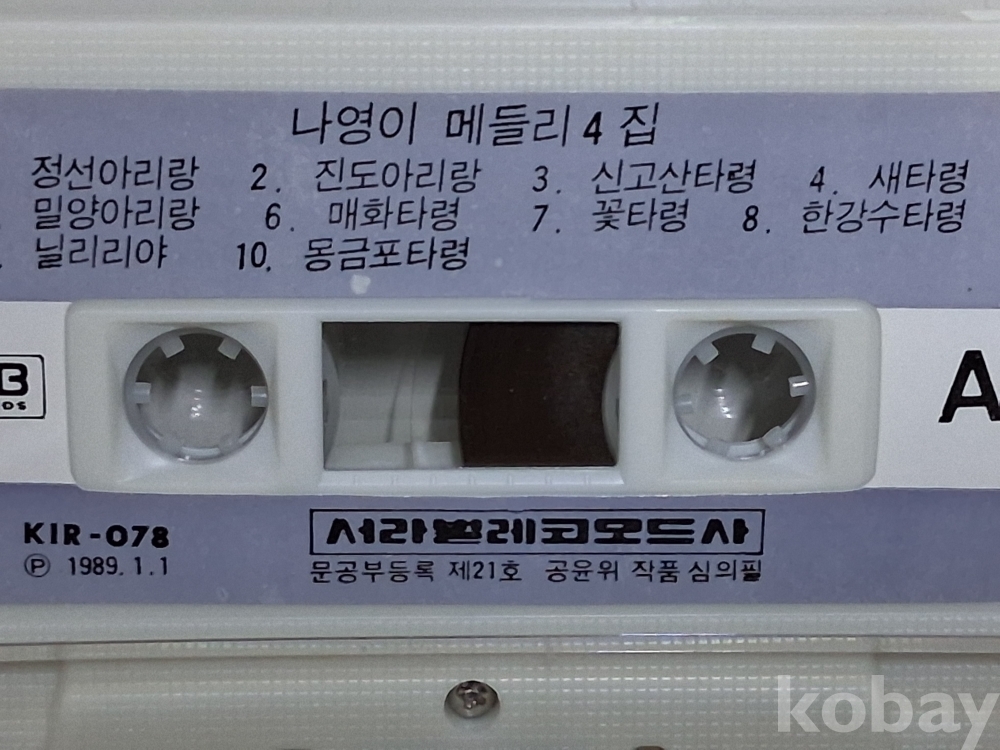 나영이 메들리 4 집
정선아리랑 2. 진도아리랑 3. 신고산타령 4. 새타령
밀양아리랑 6. 매화타령 7. 꽃타령 8. 한강수타령
닐리리야 10. 몽금포타령
B
OS
A
KIR-078
Ⓟ 1989.1.1
서라벌레코오드사
문공부등록 제21호 공윤위 작품 심의필
kobay